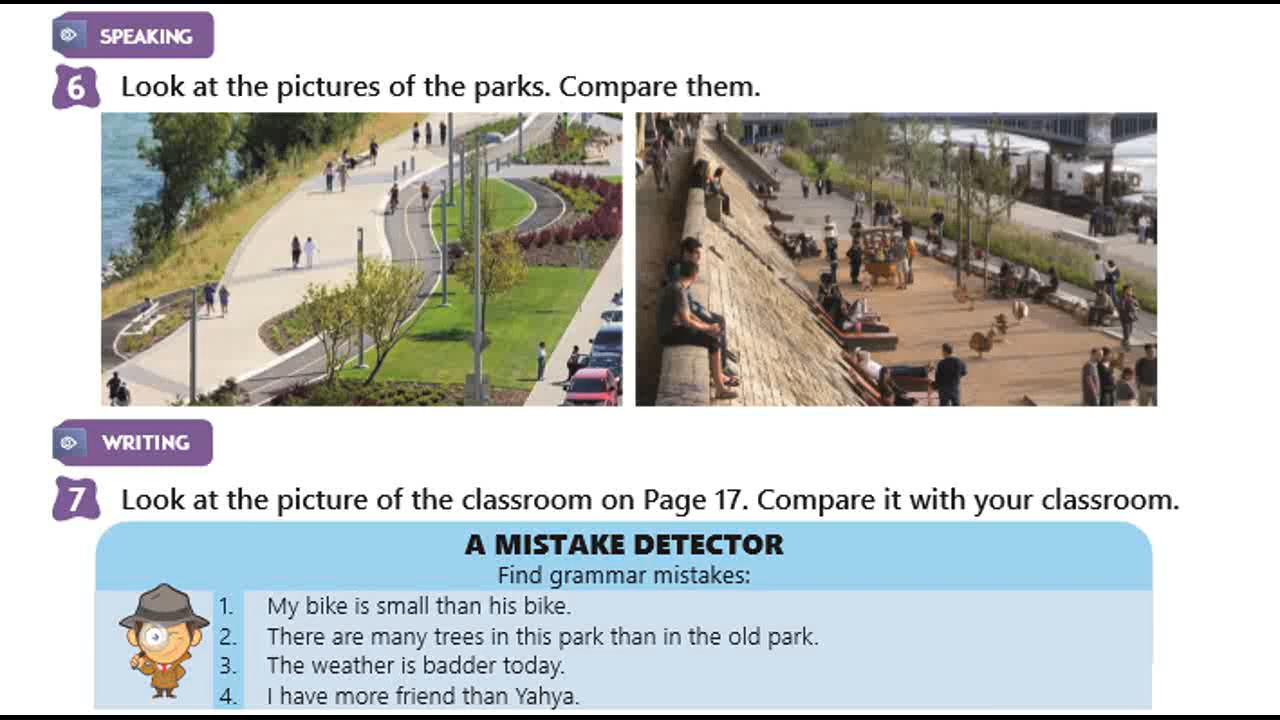 SPEAKING
6 Look at the pictures of the parks. Compare them.
WRITING
7 Look at the picture of the classroom on Page 17. Compare it with your classroom.
A MISTAKE DETECTOR
Find grammar mistakes:
1. My bike is small than his bike.
2. There are many trees in this park than in the old park.
3. The weather is badder today.
4. I have more friend than Yahya.